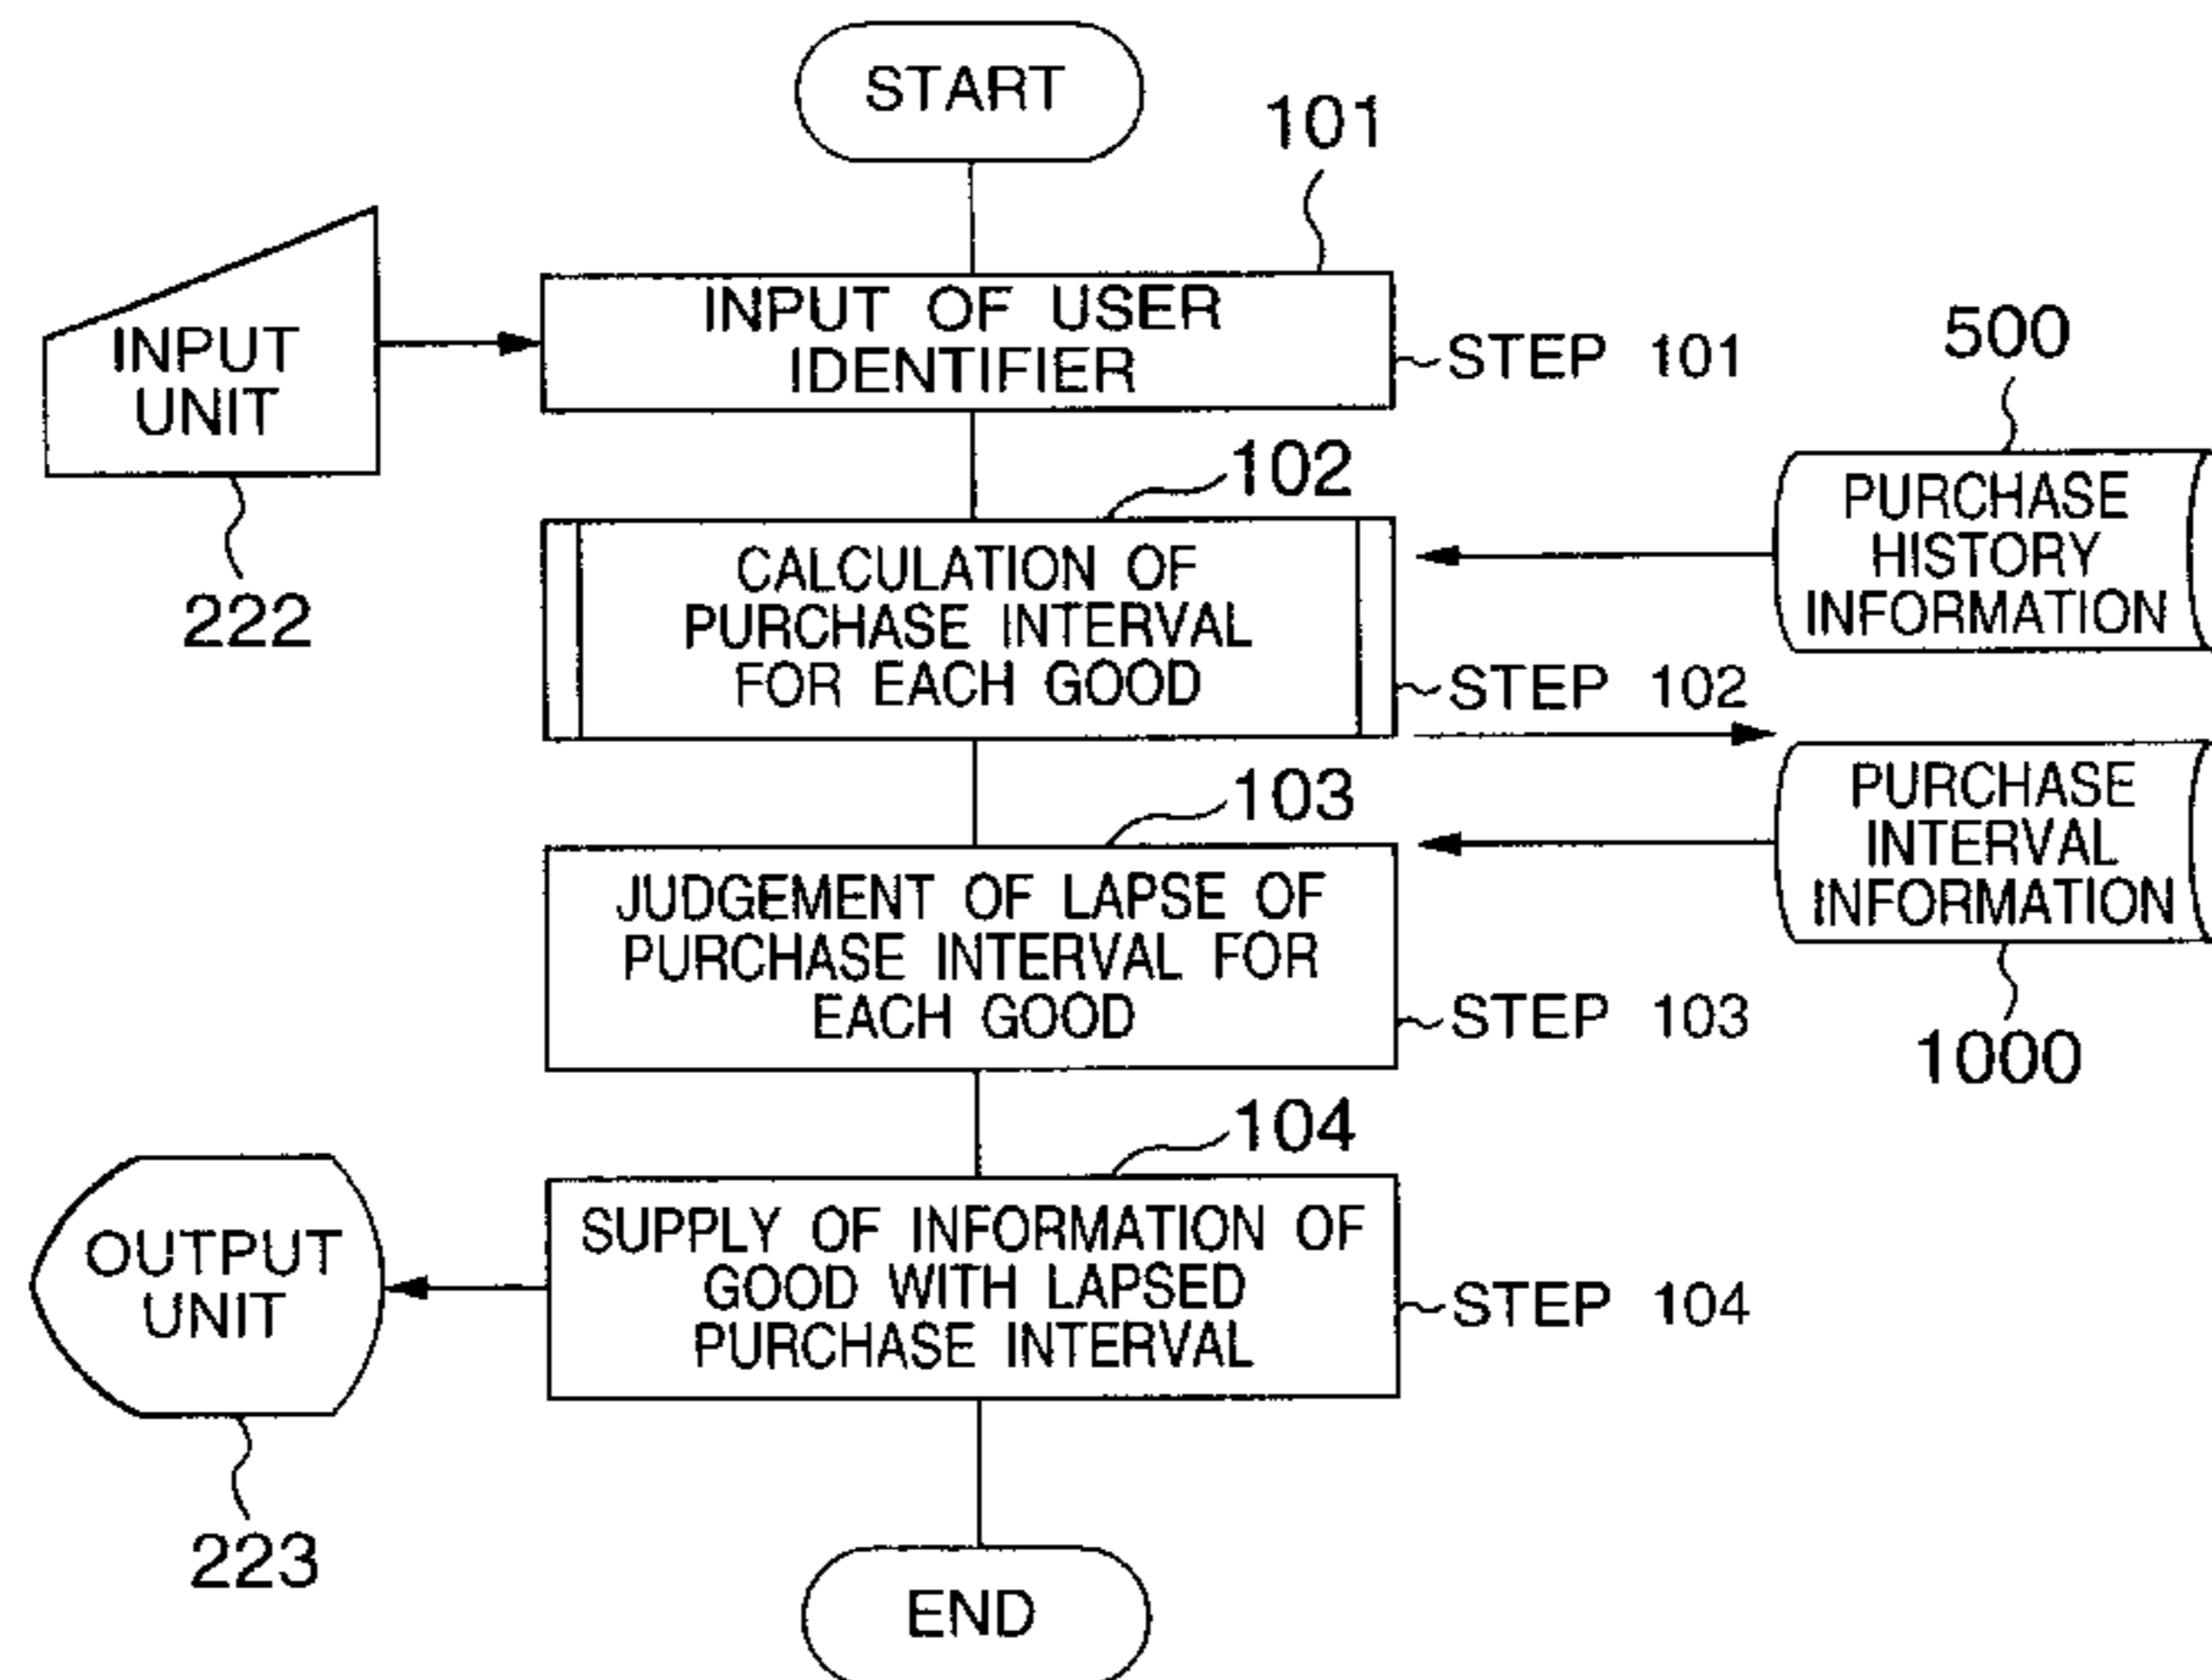 START
101
INPUT OF USER
IDENTIFIER
STEP 101
INPUT
UNIT
222
500
PURCHASE
HISTORY
INFORMATION
102
CALCULATION OF
PURCHASE INTERVAL
FOR EACH GOOD
STEP 102
PURCHASE
INTERVAL
INFORMATION
1000
103
JUDGEMENT OF LAPSE OF
PURCHASE INTERVAL FOR
EACH GOOD
STEP 103
104
SUPPLY OF INFORMATION OF
GOOD WITH LAPSED
PURCHASE INTERVAL
STEP 104
OUTPUT
UNIT
223
END